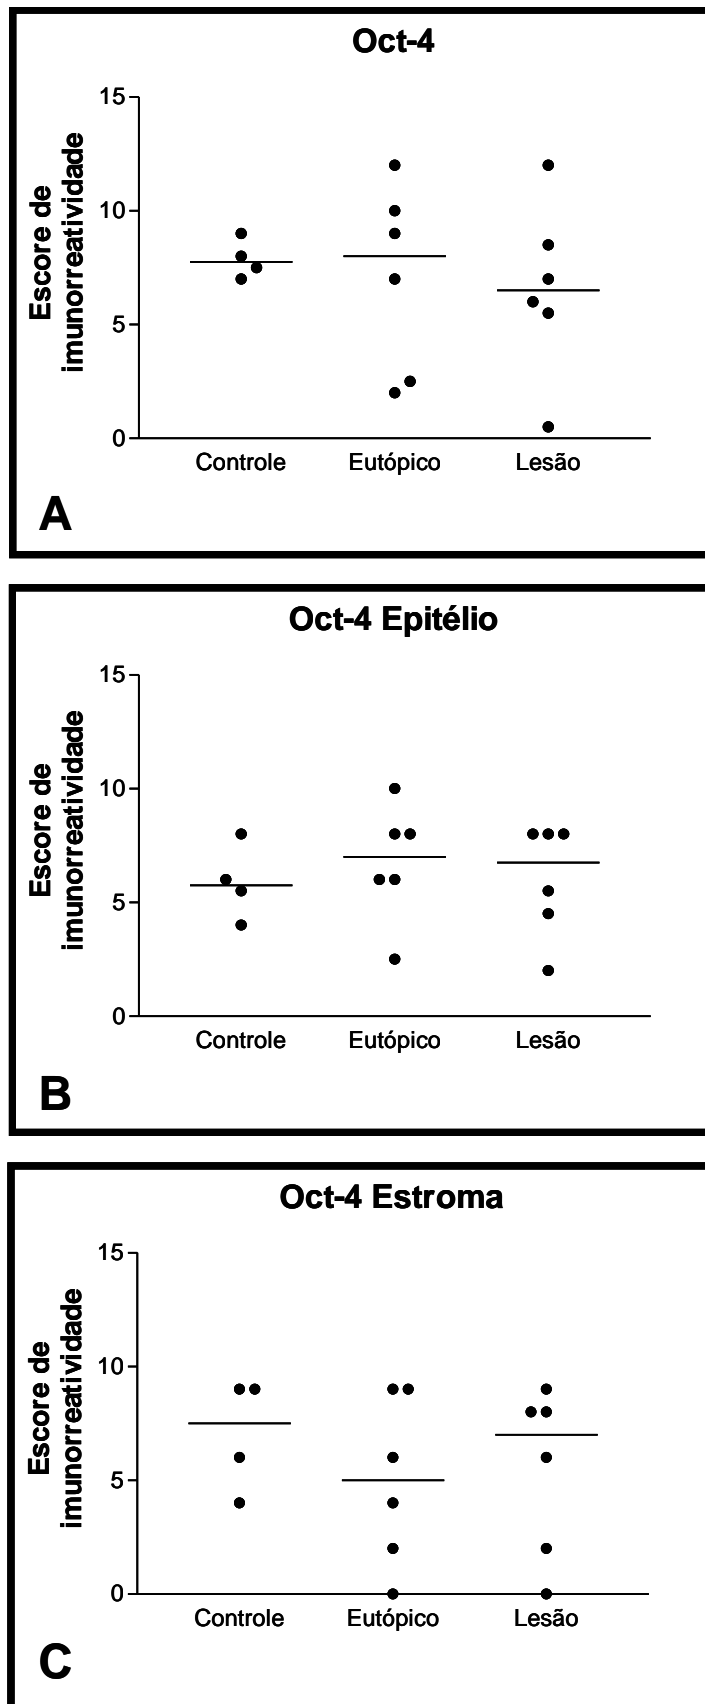 Oct-4
Escore de
imunorreatividade
15
10
5
0
Controle Eutópico Lesão
A
Oct-4 Epitélio
Escore de
imunorreatividade
15
10
5
0
Controle Eutópico Lesão
B
Oct-4 Estroma
Escore de
imunorreatividade
15
10
5
0
Controle Eutópico Lesão
C